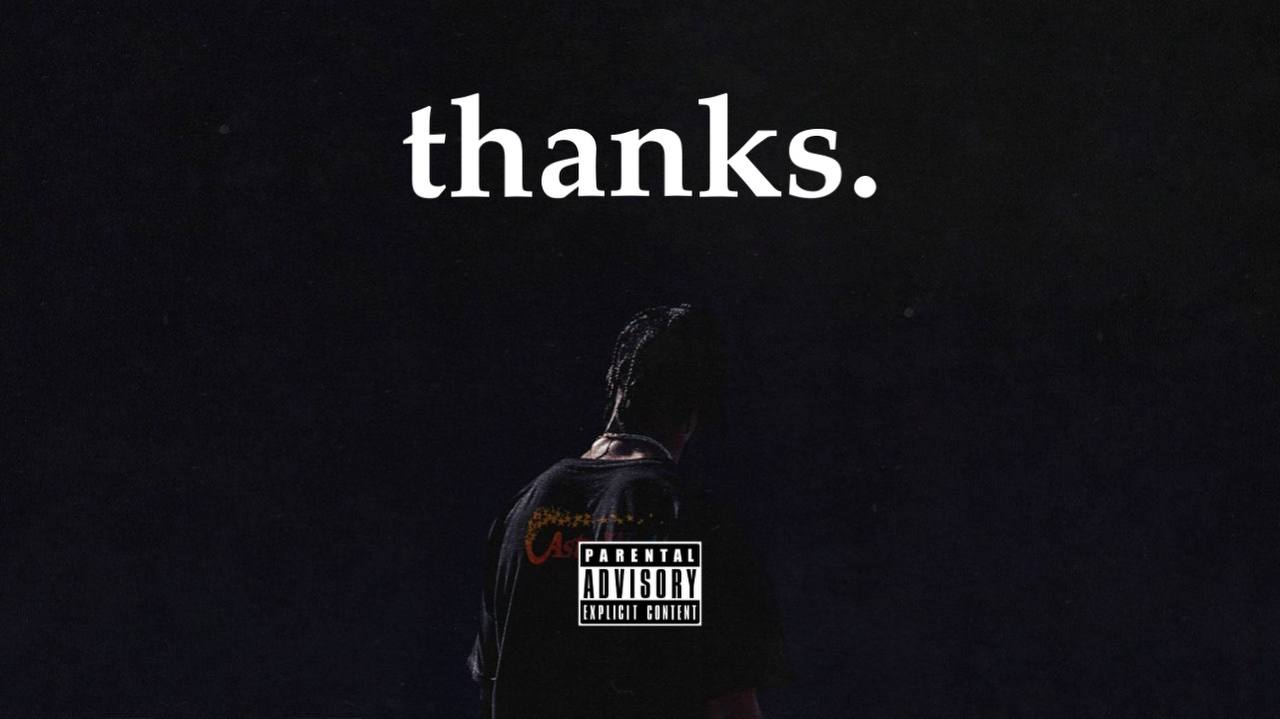 thanks.
PARENTAL
ADVISORY
EXPLICIT CONTENT